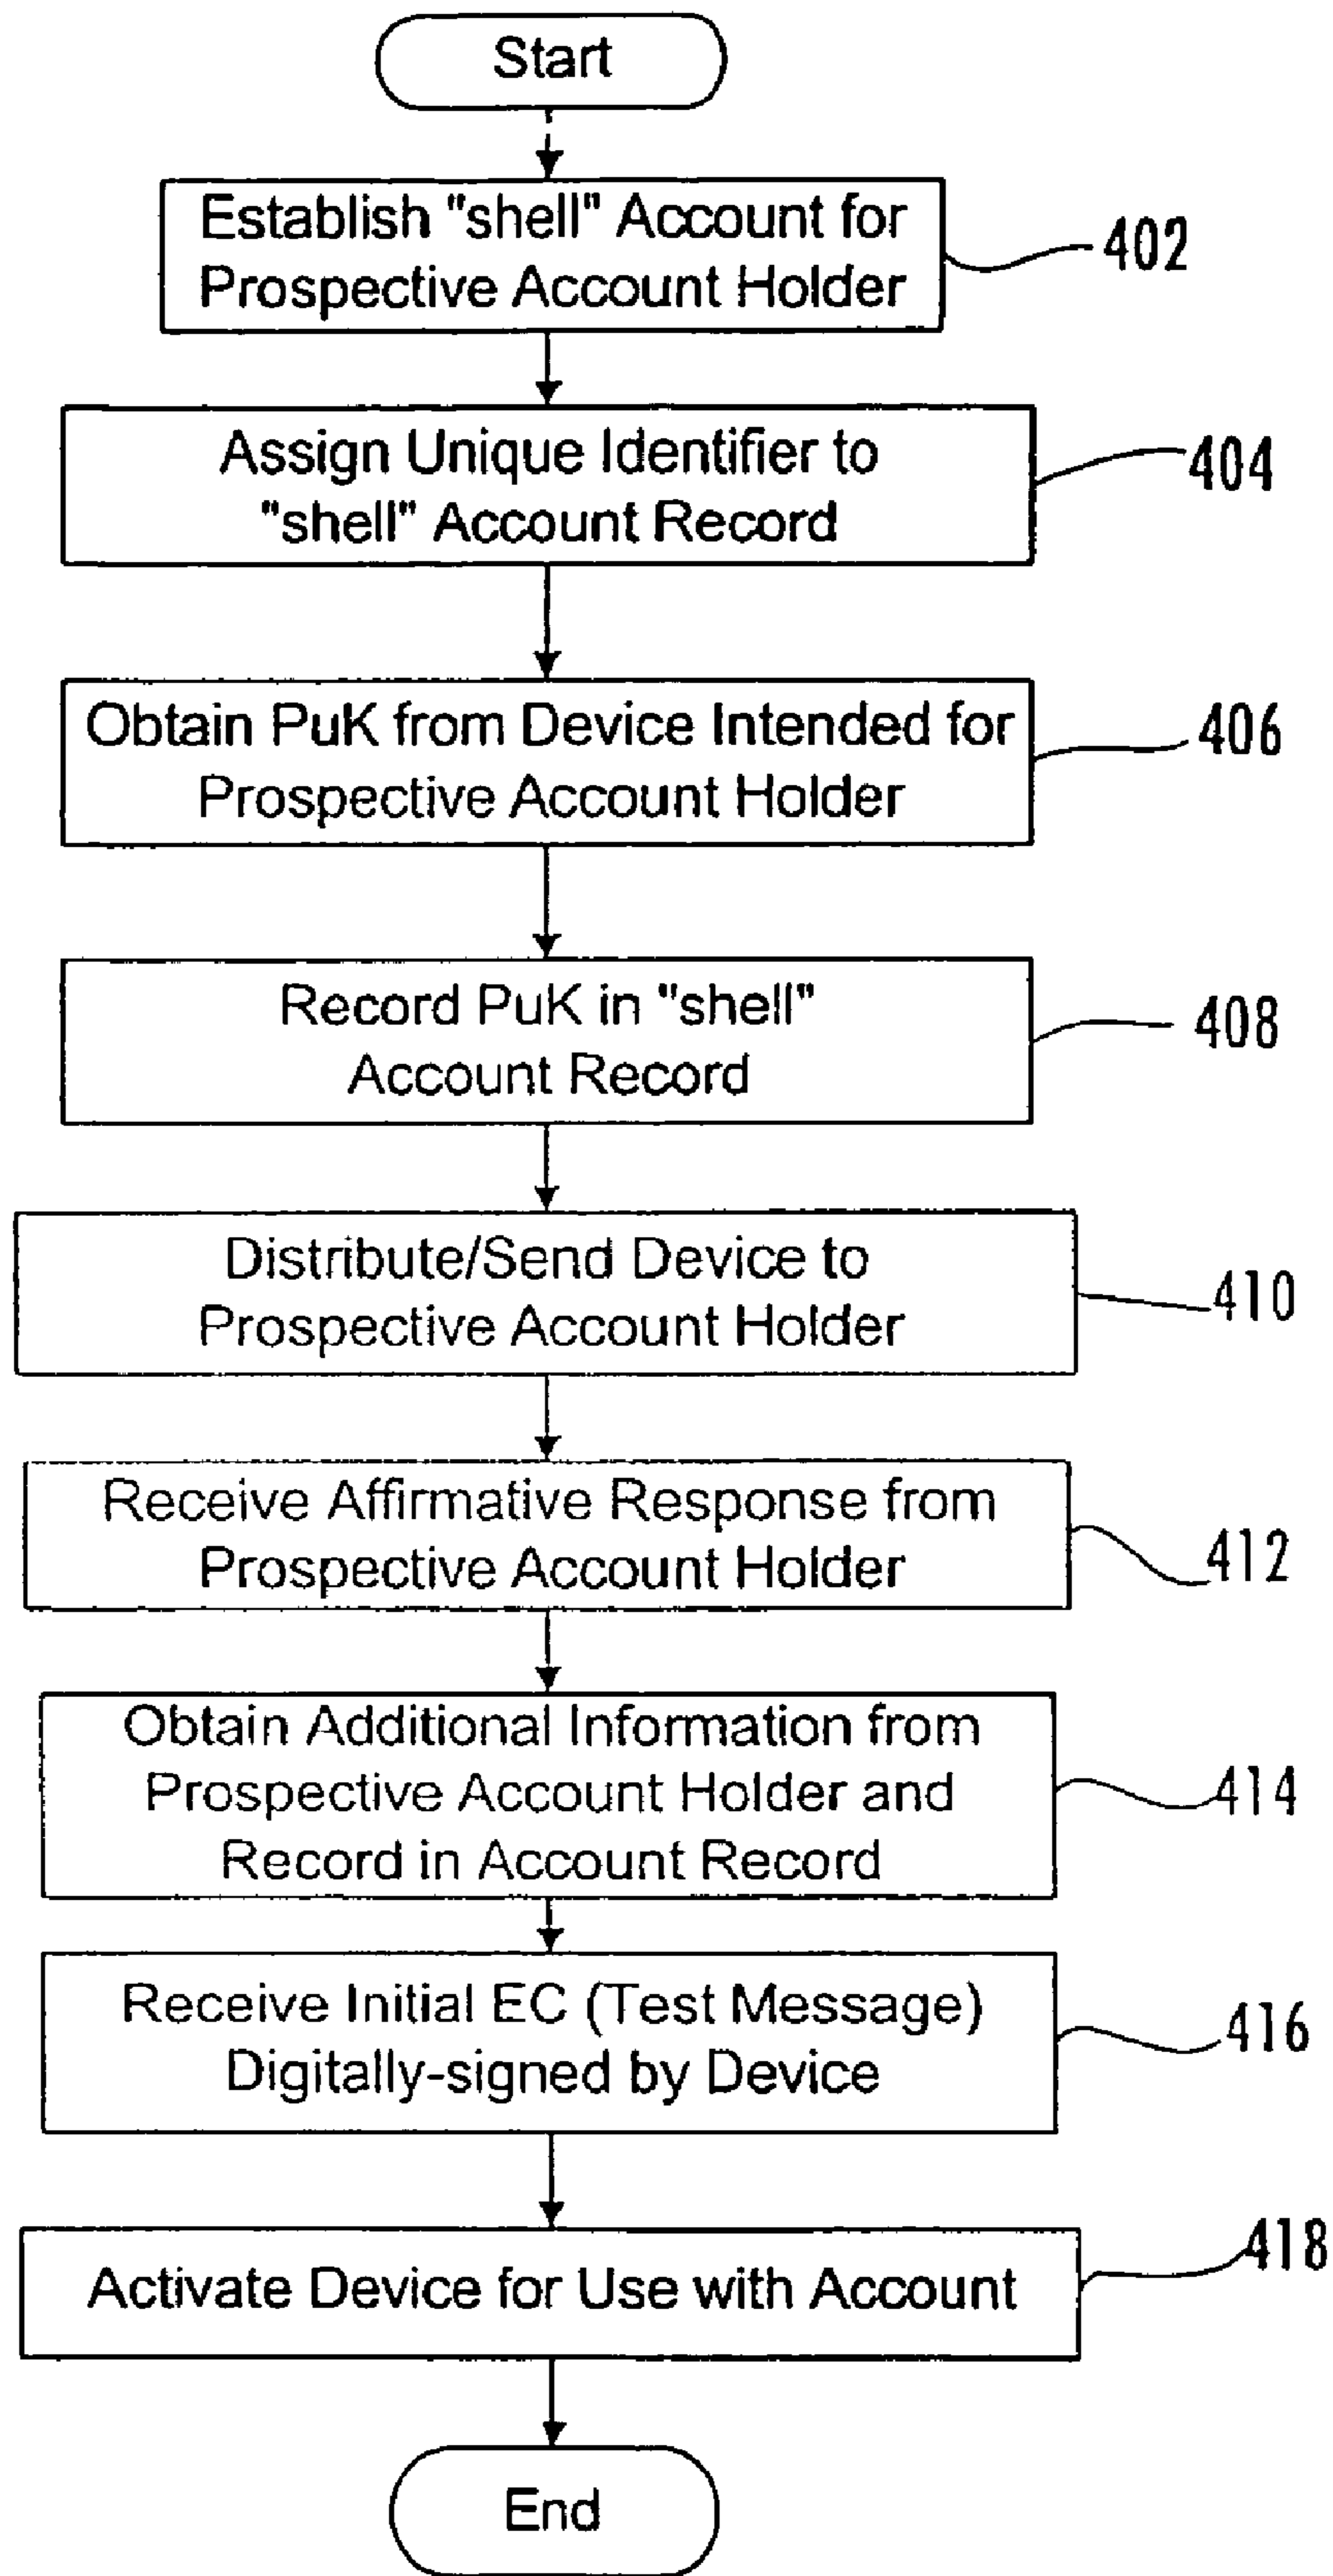 Start
Establish "shell" Account for
Prospective Account Holder
402
Assign Unique Identifier to
"shell" Account Record
404
Obtain PuK from Device Intended for
Prospective Account Holder
406
Record PuK in "shell"
Account Record
408
Distribute/Send Device to
Prospective Account Holder
410
Receive Affirmative Response from
Prospective Account Holder
412
Obtain Additional Information from
Prospective Account Holder and
Record in Account Record
414
Receive Initial EC (Test Message)
Digitally-signed by Device
416
Activate Device for Use with Account
418
End